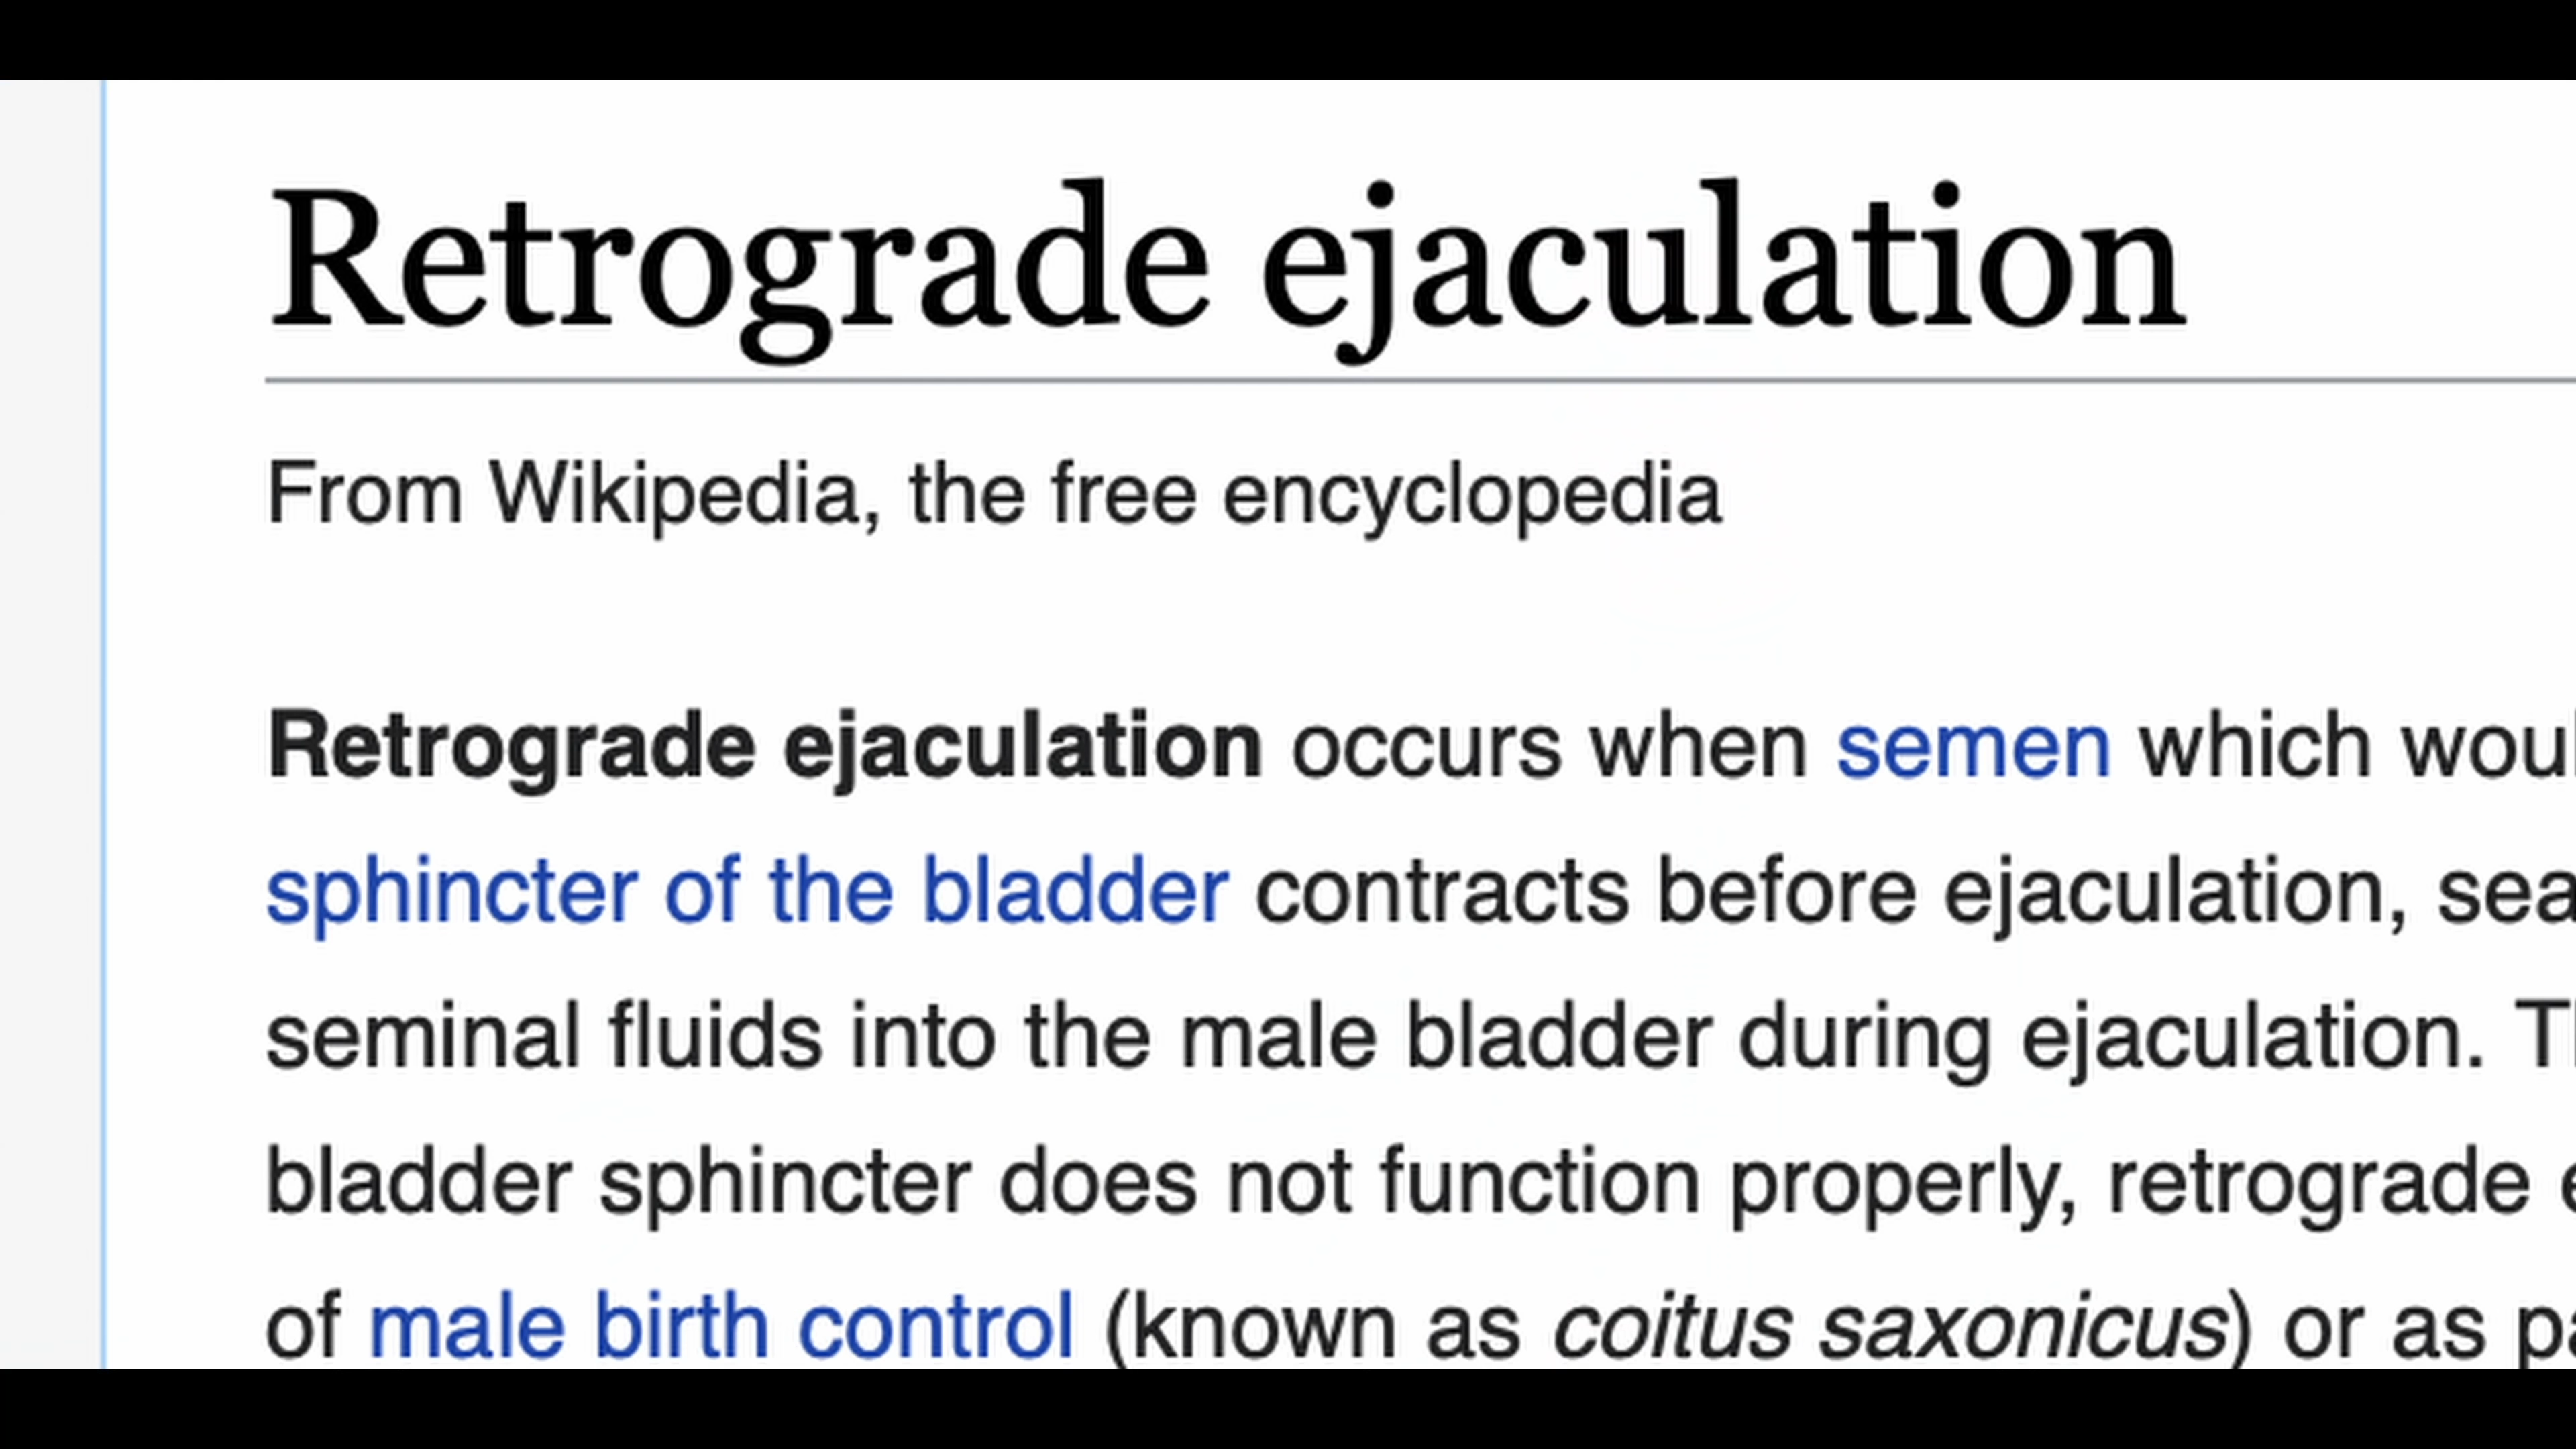 Retrograde ejaculation
From Wikipedia, the free encyclopedia
Retrograde ejaculation occurs when semen which
sphincter of the bladder contracts before ejaculation,
seminal fluids into the male bladder during ejaculation.
bladder sphincter does not function properly, retrograde
of male birth control (known as coitus saxonicus) or as